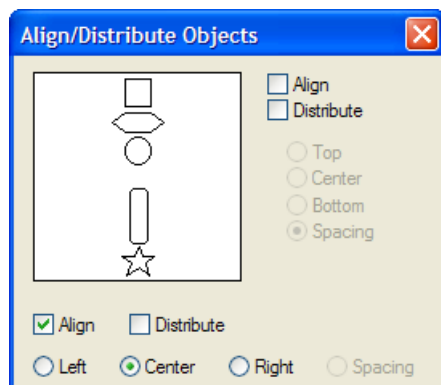 Align/Distribute Objects
Align
Distribute
Top
Center
Bottom
Spacing
Align Distribute
Left Center Right Spacing